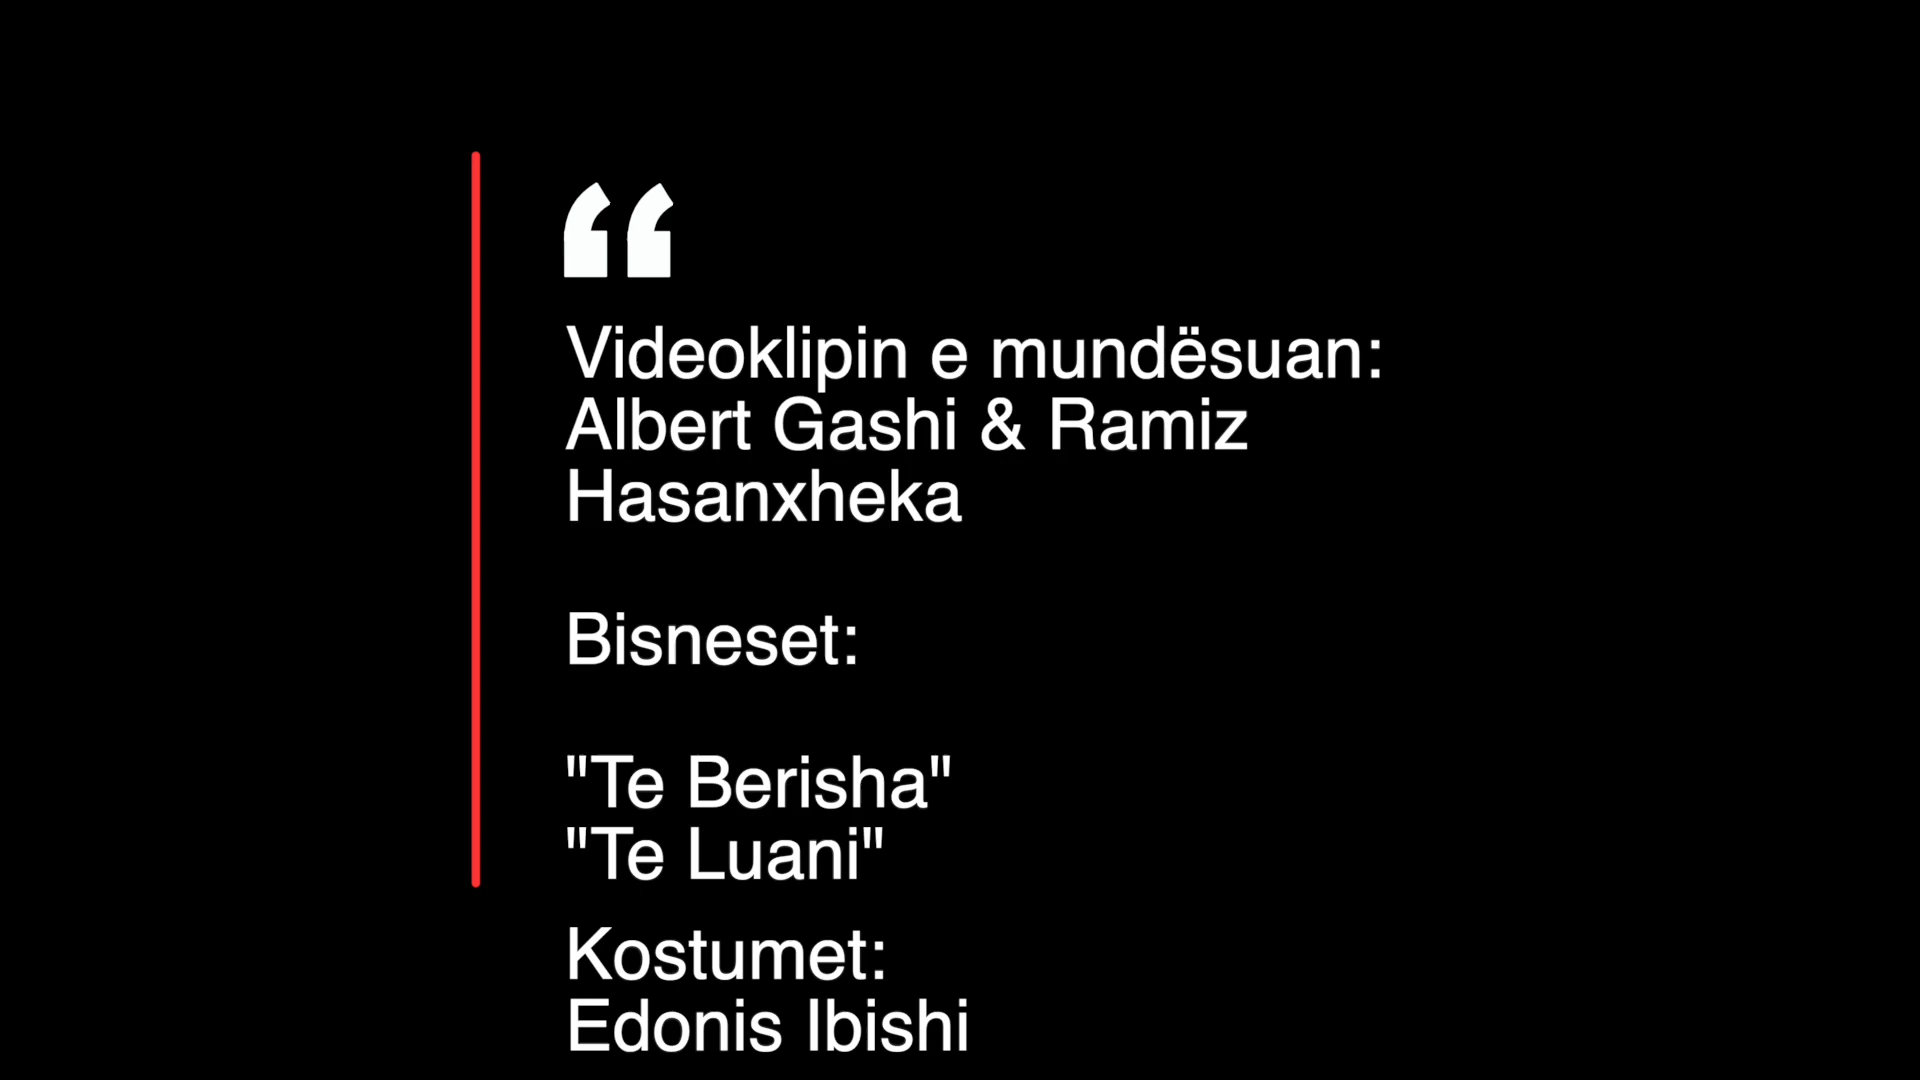 “
Videoklipin e mundësuan:
Albert Gashi & Ramiz
Hasanxheka
Bisneset:
"Te Berisha"
"Te Luani"
Kostumet:
Edonis Ibishi